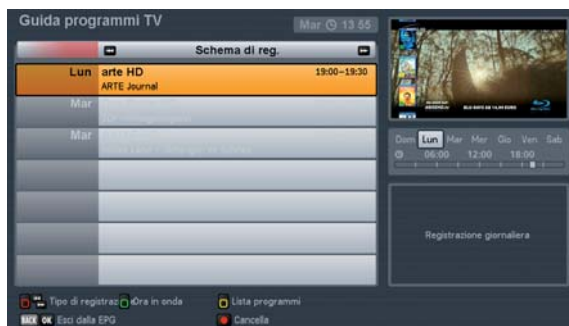 Guida programmi TV
Mar 13 55
Schema di reg.
Lun arte HD 19:00-19:30
ARTE Journal
Mar
Mar
Dom Lun Mar Mer Gio Ven Sab
06:00 12:00 18:00
Registrazione giornaliera
Tipo di registraz Ora in onda Lista programmi
BACK OK Esci dalla EPG Cancella